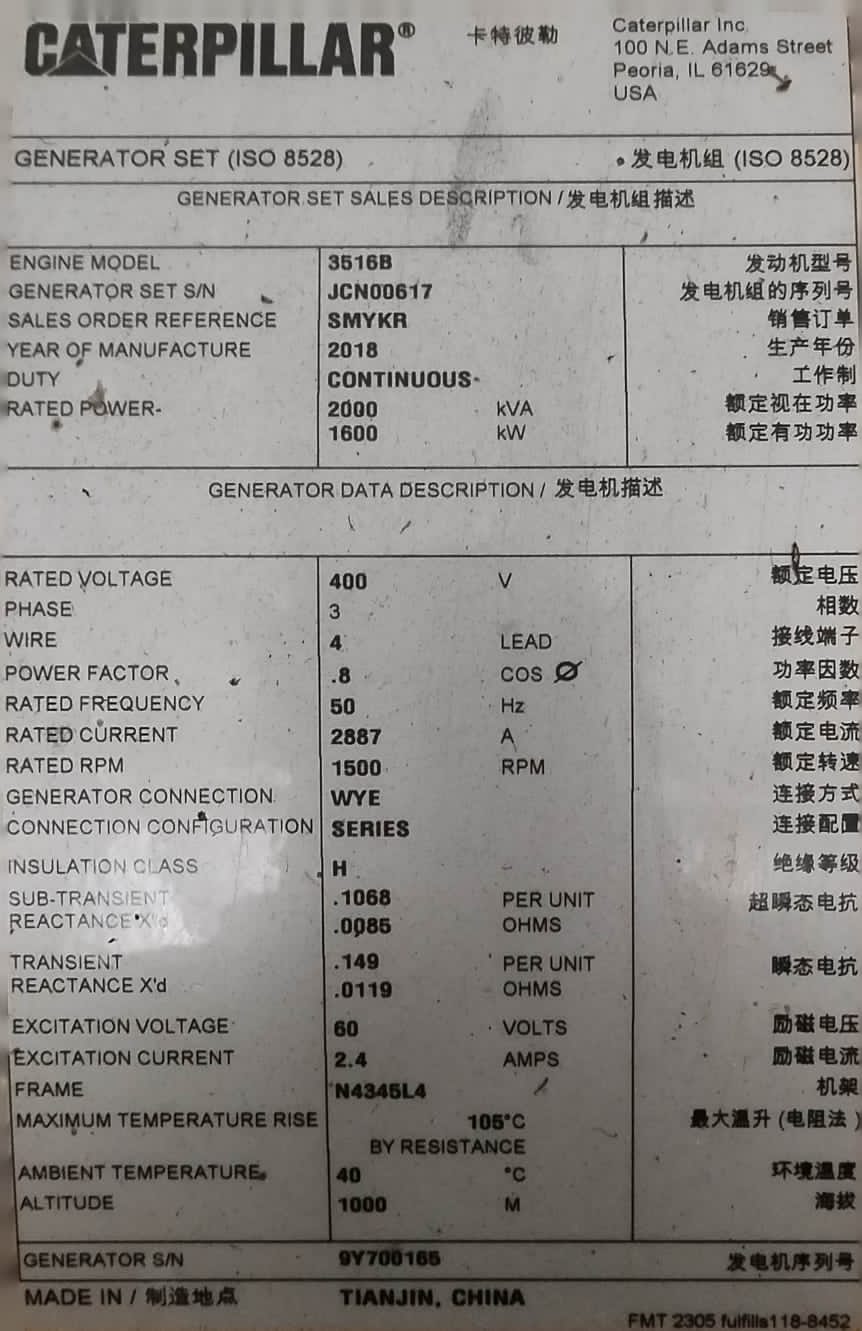 CATERPILLAR® 卡特彼勒 Caterpillar Inc.
100 N.E. Adams Street
Peoria, IL 61629
USA
GENERATOR SET (ISO 8528) 发电机组 (ISO 8528)
GENERATOR SET SALES DESCRIPTION / 发电机组描述
ENGINE MODEL 3516B 发动机型号
GENERATOR SET S/N JCN00617 发电机组的序列号
SALES ORDER REFERENCE SMYKR 销售订单
YEAR OF MANUFACTURE 2018 生产年份
DUTY CONTINUOUS 工作制
RATED POWER 2000 kVA 额定视在功率
1600 kW 额定有功功率
GENERATOR DATA DESCRIPTION / 发电机描述
RATED VOLTAGE 400 V 额定电压
PHASE 3 相数
WIRE 4 LEAD 接线端子
POWER FACTOR .8 COS Ø 功率因数
RATED FREQUENCY 50 Hz 额定频率
RATED CURRENT 2887 A 额定电流
RATED RPM 1500 RPM 额定转速
GENERATOR CONNECTION WYE 连接方式
CONNECTION CONFIGURATION SERIES 连接配置
INSULATION CLASS H 绝缘等级
SUB-TRANSIENT .1068 PER UNIT 超瞬态电抗
REACTANCE X"d .0085 OHMS
TRANSIENT .149 PER UNIT 瞬态电抗
REACTANCE X'd .0119 OHMS
EXCITATION VOLTAGE 60 VOLTS 励磁电压
EXCITATION CURRENT 2.4 AMPS 励磁电流
FRAME N4345L4 机架
MAXIMUM TEMPERATURE RISE 105°C 最大温升 (电阻法)
BY RESISTANCE
AMBIENT TEMPERATURE 40 °C 环境温度
ALTITUDE 1000 M 海拔
GENERATOR S/N 9Y700165 发电机序列号
MADE IN / 制造地点 TIANJIN, CHINA
FMT 2305 fulfills118-8452